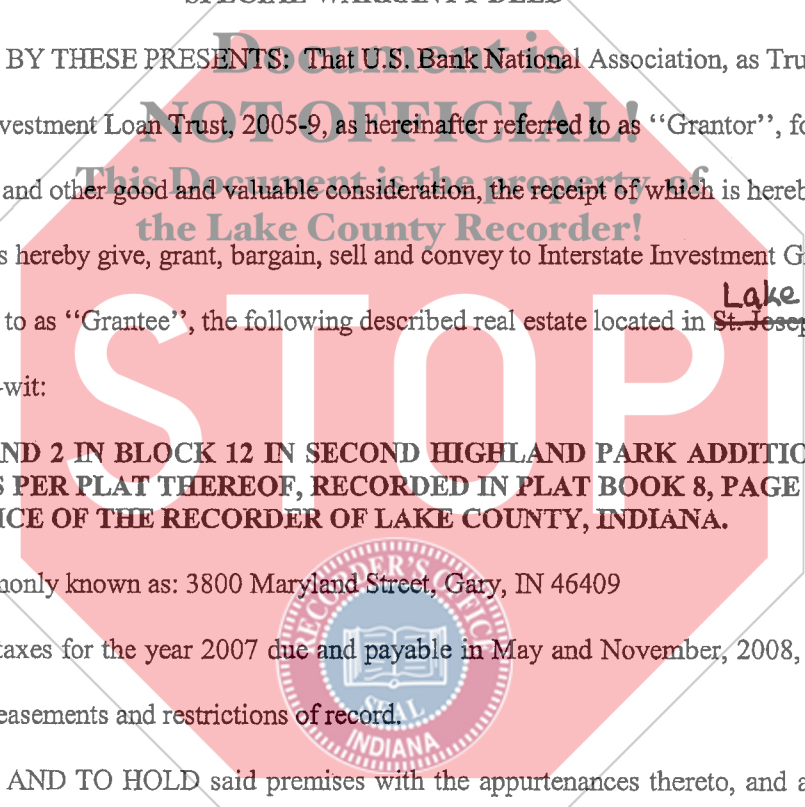 SPECIAL WARRANTY DEED
BY THESE PRESENTS: That U.S. Bank National Association, as Tru
Document is
vestment Loan Trust, 2005-9, as hereinafter referred to as ‘‘Grantor’’, fo
NOT OFFICIAL!
and other good and valuable consideration, the receipt of which is hereb
This Document is the property of
the Lake County Recorder!
s hereby give, grant, bargain, sell and convey to Interstate Investment G
Lake
to as ‘‘Grantee’’, the following described real estate located in St. Josep
STOP
-wit:
ND 2 IN BLOCK 12 IN SECOND HIGHLAND PARK ADDITIO
S PER PLAT THEREOF, RECORDED IN PLAT BOOK 8, PAGE
ICE OF THE RECORDER OF LAKE COUNTY, INDIANA.
monly known as: 3800 Maryland Street, Gary, IN 46409
RECORDER'S OFFICE
taxes for the year 2007 due and payable in May and November, 2008,
SEAL
easements and restrictions of record.
INDIANA
AND TO HOLD said premises with the appurtenances thereto, and a